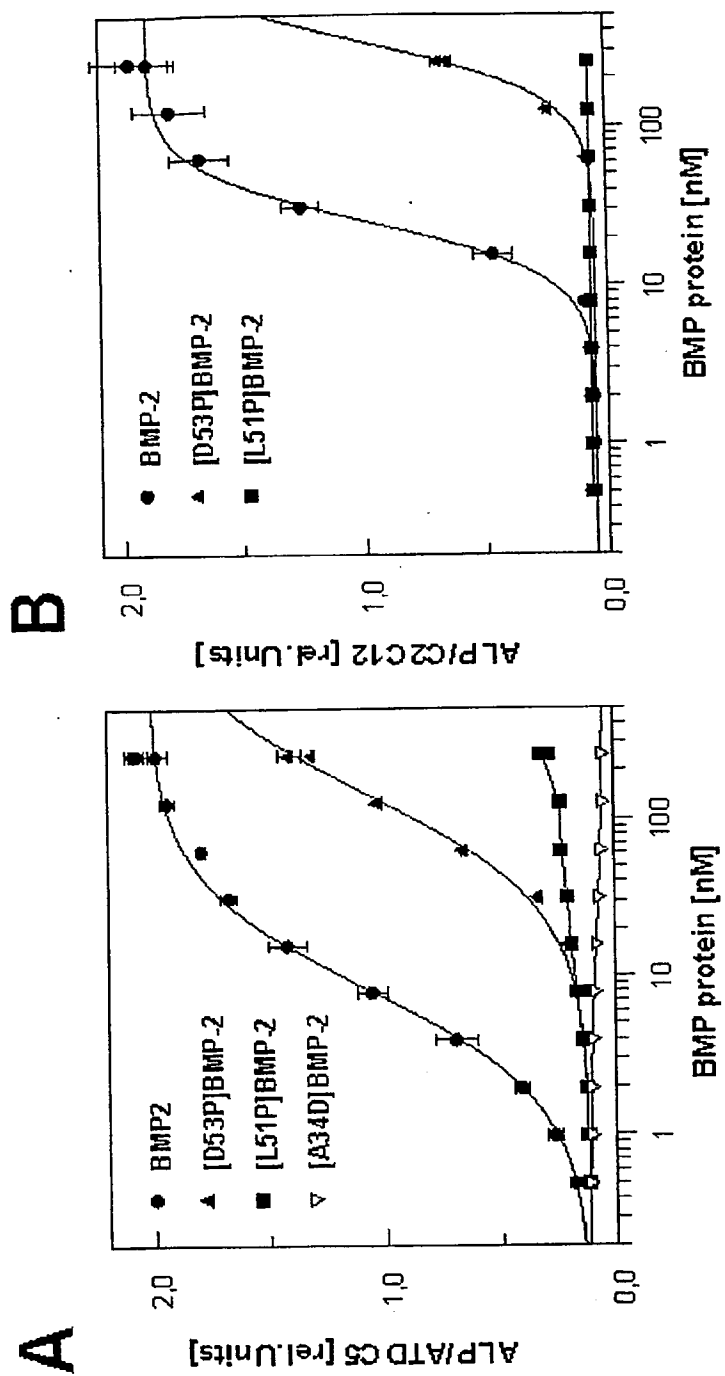 A
ALP/ATDC5 [rel.Units]
2,0
1,0
0,0
BMP2
[D53P]BMP-2
[L51P]BMP-2
[A34D]BMP-2
1
10
100
BMP protein [nM]
B
ALP/C2C12 [rel.Units]
2,0
1,0
0,0
BMP-2
[D53P]BMP-2
[L51P]BMP-2
1
10
100
BMP protein [nM]